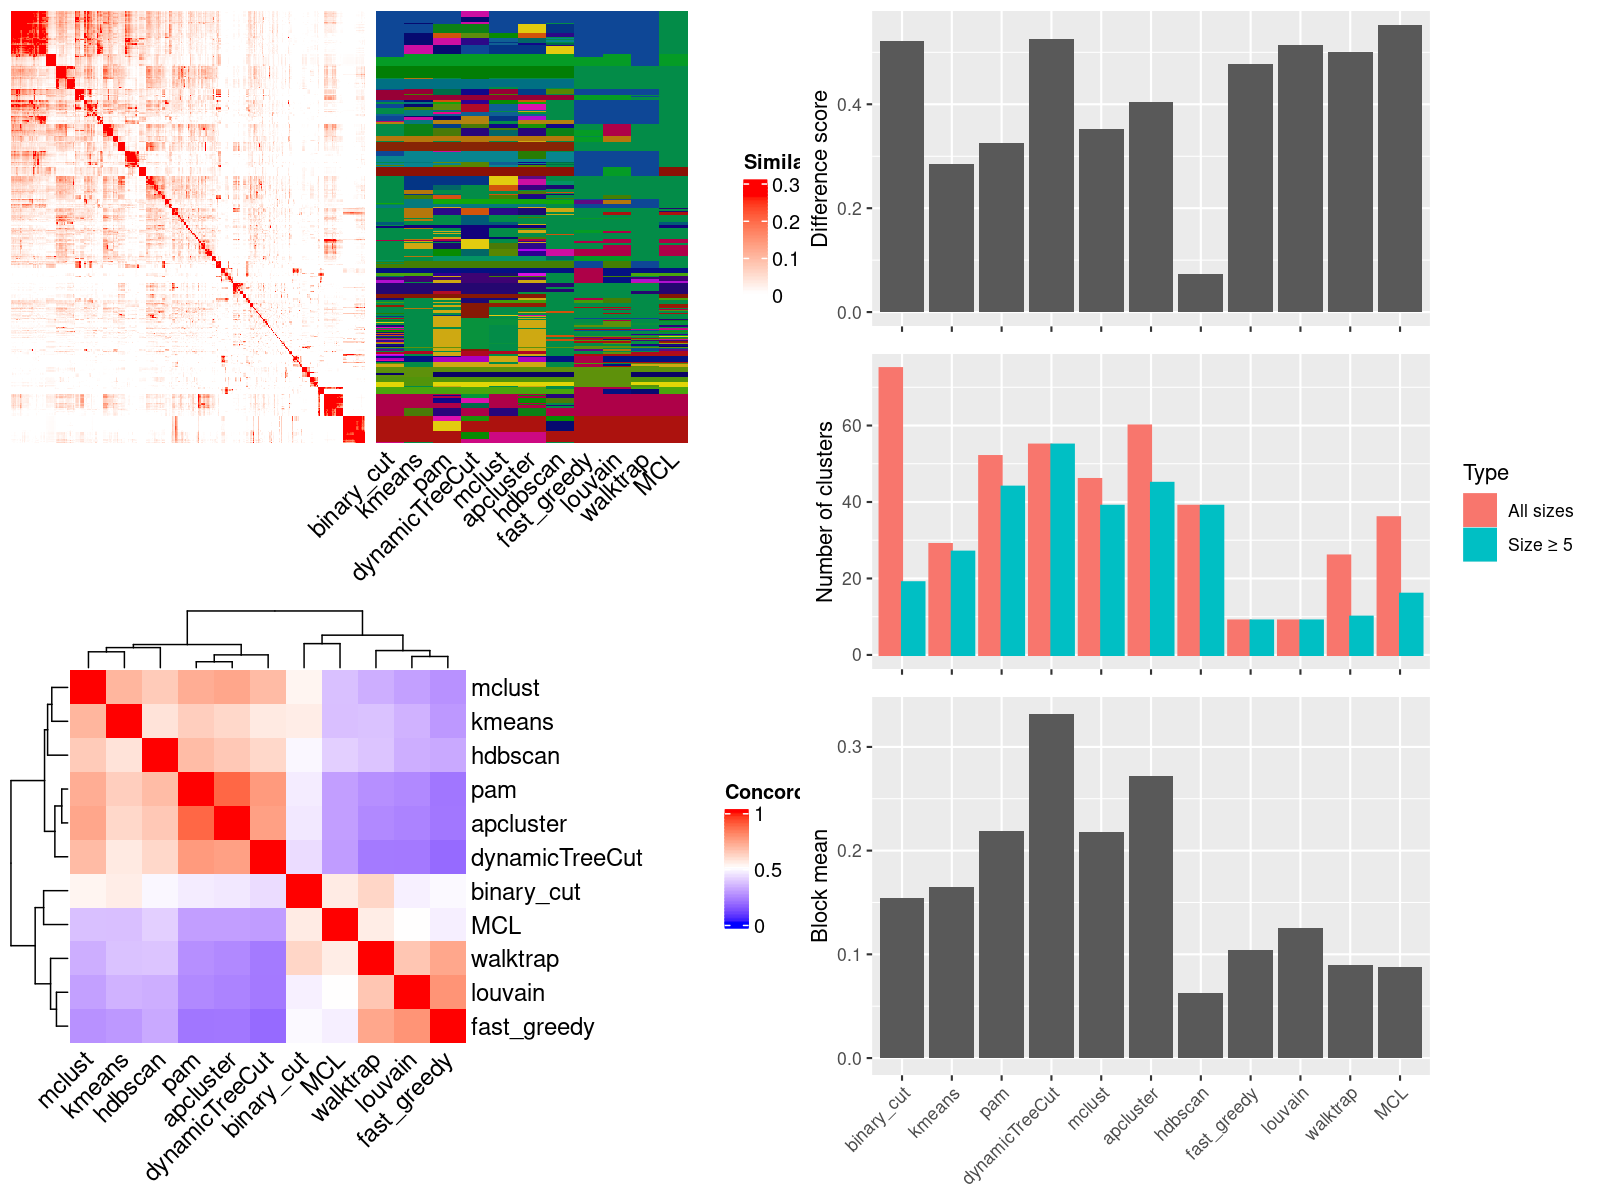 Simila
0.3
0.2
0.1
0
binary_cut
kmeans
pam
dynamicTreeCut
mclust
apcluster
hdbscan
fast_greedy
louvain
walktrap
MCL
mclust
kmeans
hdbscan
pam
apcluster
dynamicTreeCut
binary_cut
MCL
walktrap
louvain
fast_greedy
Concord
1
0.5
0
mclust
kmeans
hdbscan
pam
apcluster
dynamicTreeCut
binary_cut
MCL
walktrap
louvain
fast_greedy
Difference score
0.4
0.2
0.0
Number of clusters
60
40
20
0
Type
All sizes
Size ≥ 5
Block mean
0.3
0.2
0.1
0.0
binary_cut
kmeans
pam
dynamicTreeCut
mclust
apcluster
hdbscan
fast_greedy
louvain
walktrap
MCL